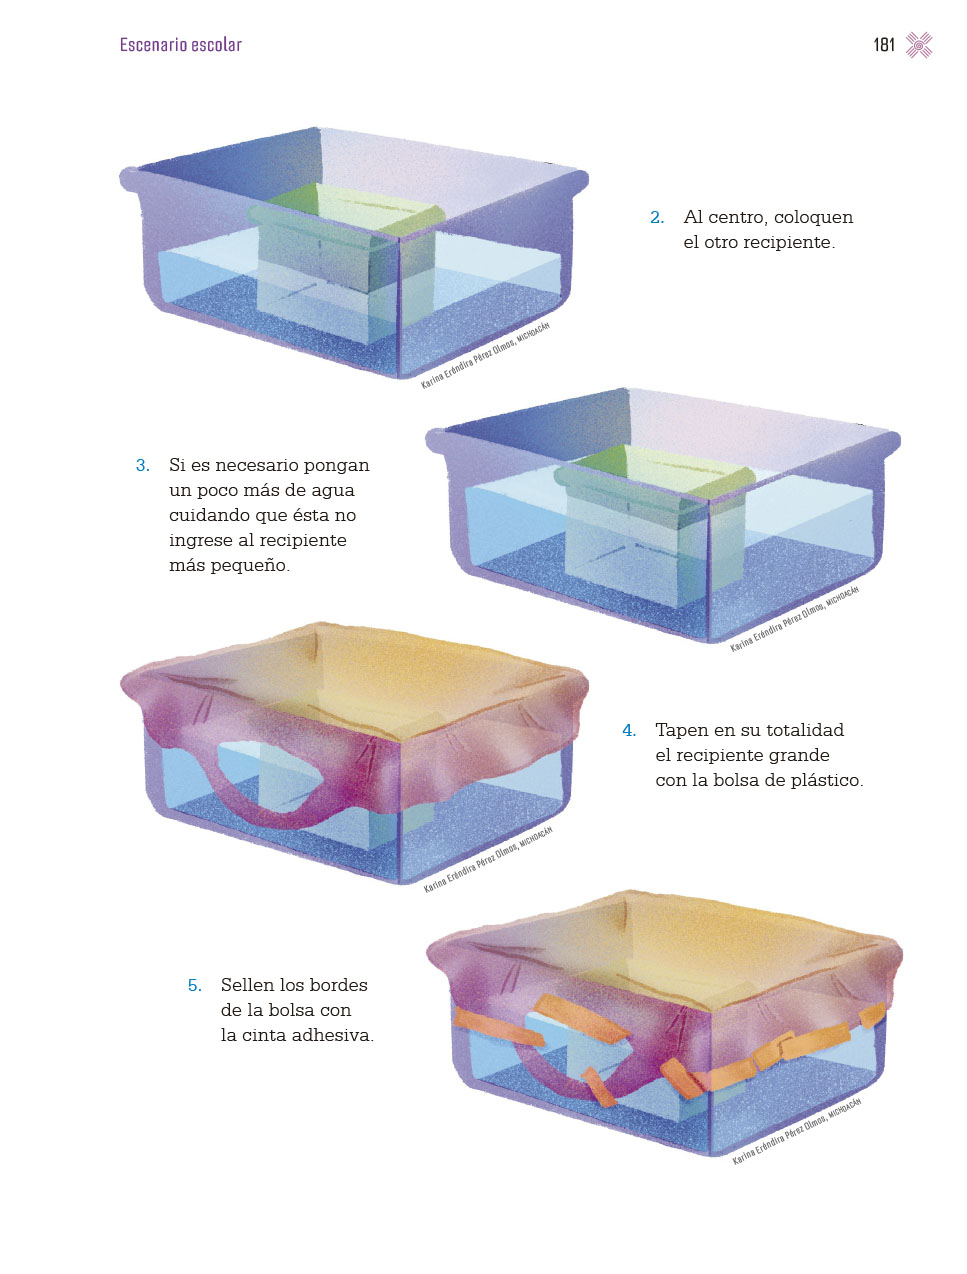 Escenario escolar
181
2. Al centro, coloquen
el otro recipiente.
Karina Eréndira Pérez Olmos, MICHOACÁN
3. Si es necesario pongan
un poco más de agua
cuidando que ésta no
ingrese al recipiente
más pequeño.
Karina Eréndira Pérez Olmos, MICHOACÁN
4. Tapen en su totalidad
el recipiente grande
con la bolsa de plástico.
Karina Eréndira Pérez Olmos, MICHOACÁN
5. Sellen los bordes
de la bolsa con
la cinta adhesiva.
Karina Eréndira Pérez Olmos, MICHOACÁN